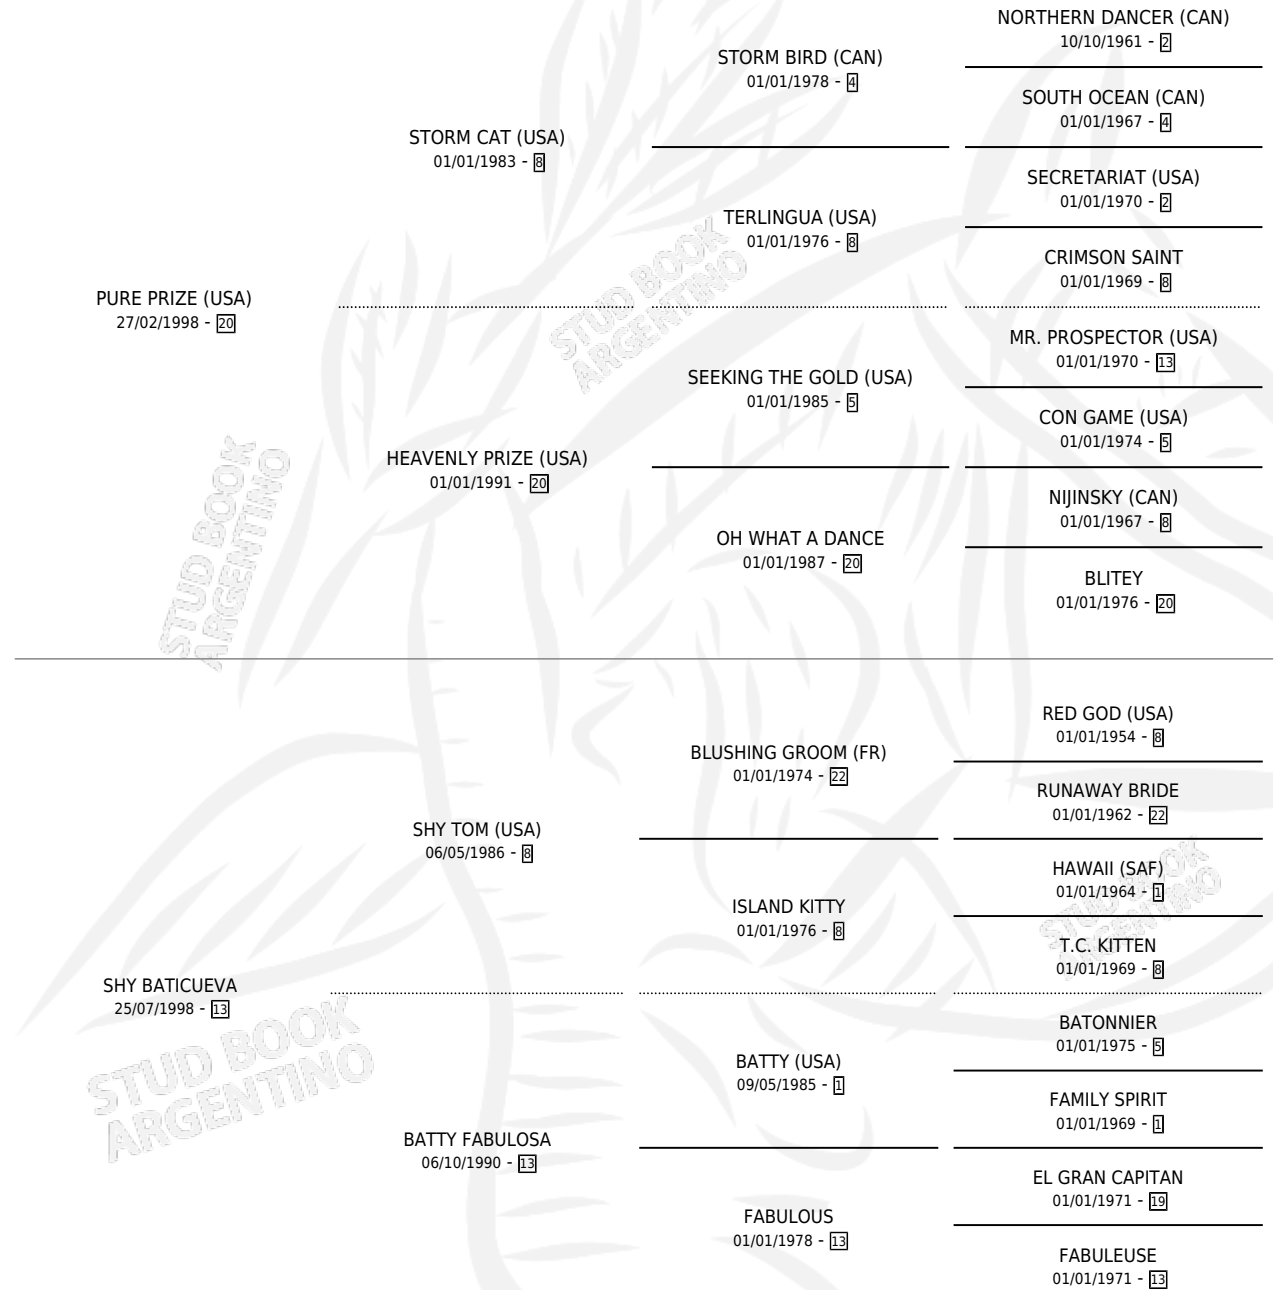 NORTHERN DANCER (CAN)
10/10/1961 - 2
STORM BIRD (CAN)
01/01/1978 - 4
SOUTH OCEAN (CAN)
01/01/1967 - 4
STORM CAT (USA)
01/01/1983 - 8
SECRETARIAT (USA)
01/01/1970 - 2
TERLINGUA (USA)
01/01/1976 - 8
CRIMSON SAINT
01/01/1969 - 8
PURE PRIZE (USA)
27/02/1998 - 20
MR. PROSPECTOR (USA)
01/01/1970 - 13
SEEKING THE GOLD (USA)
01/01/1985 - 5
CON GAME (USA)
01/01/1974 - 5
HEAVENLY PRIZE (USA)
01/01/1991 - 20
NIJINSKY (CAN)
01/01/1967 - 8
OH WHAT A DANCE
01/01/1987 - 20
BLITEY
01/01/1976 - 20
RED GOD (USA)
01/01/1954 - 8
BLUSHING GROOM (FR)
01/01/1974 - 22
RUNAWAY BRIDE
01/01/1962 - 22
SHY TOM (USA)
06/05/1986 - 8
HAWAII (SAF)
01/01/1964 - 1
ISLAND KITTY
01/01/1976 - 8
T.C. KITTEN
01/01/1969 - 8
SHY BATICUEVA
25/07/1998 - 13
BATONNIER
01/01/1975 - 5
BATTY (USA)
09/05/1985 - 1
FAMILY SPIRIT
01/01/1969 - 1
BATTY FABULOSA
06/10/1990 - 13
EL GRAN CAPITAN
01/01/1971 - 19
FABULOUS
01/01/1978 - 13
FABULEUSE
01/01/1971 - 13
STUD BOOK
ARGENTINO
STUD BOOK
ARGENTINO
STUD BOOK
ARGENTINO
STUD BOOK
ARGENTINO